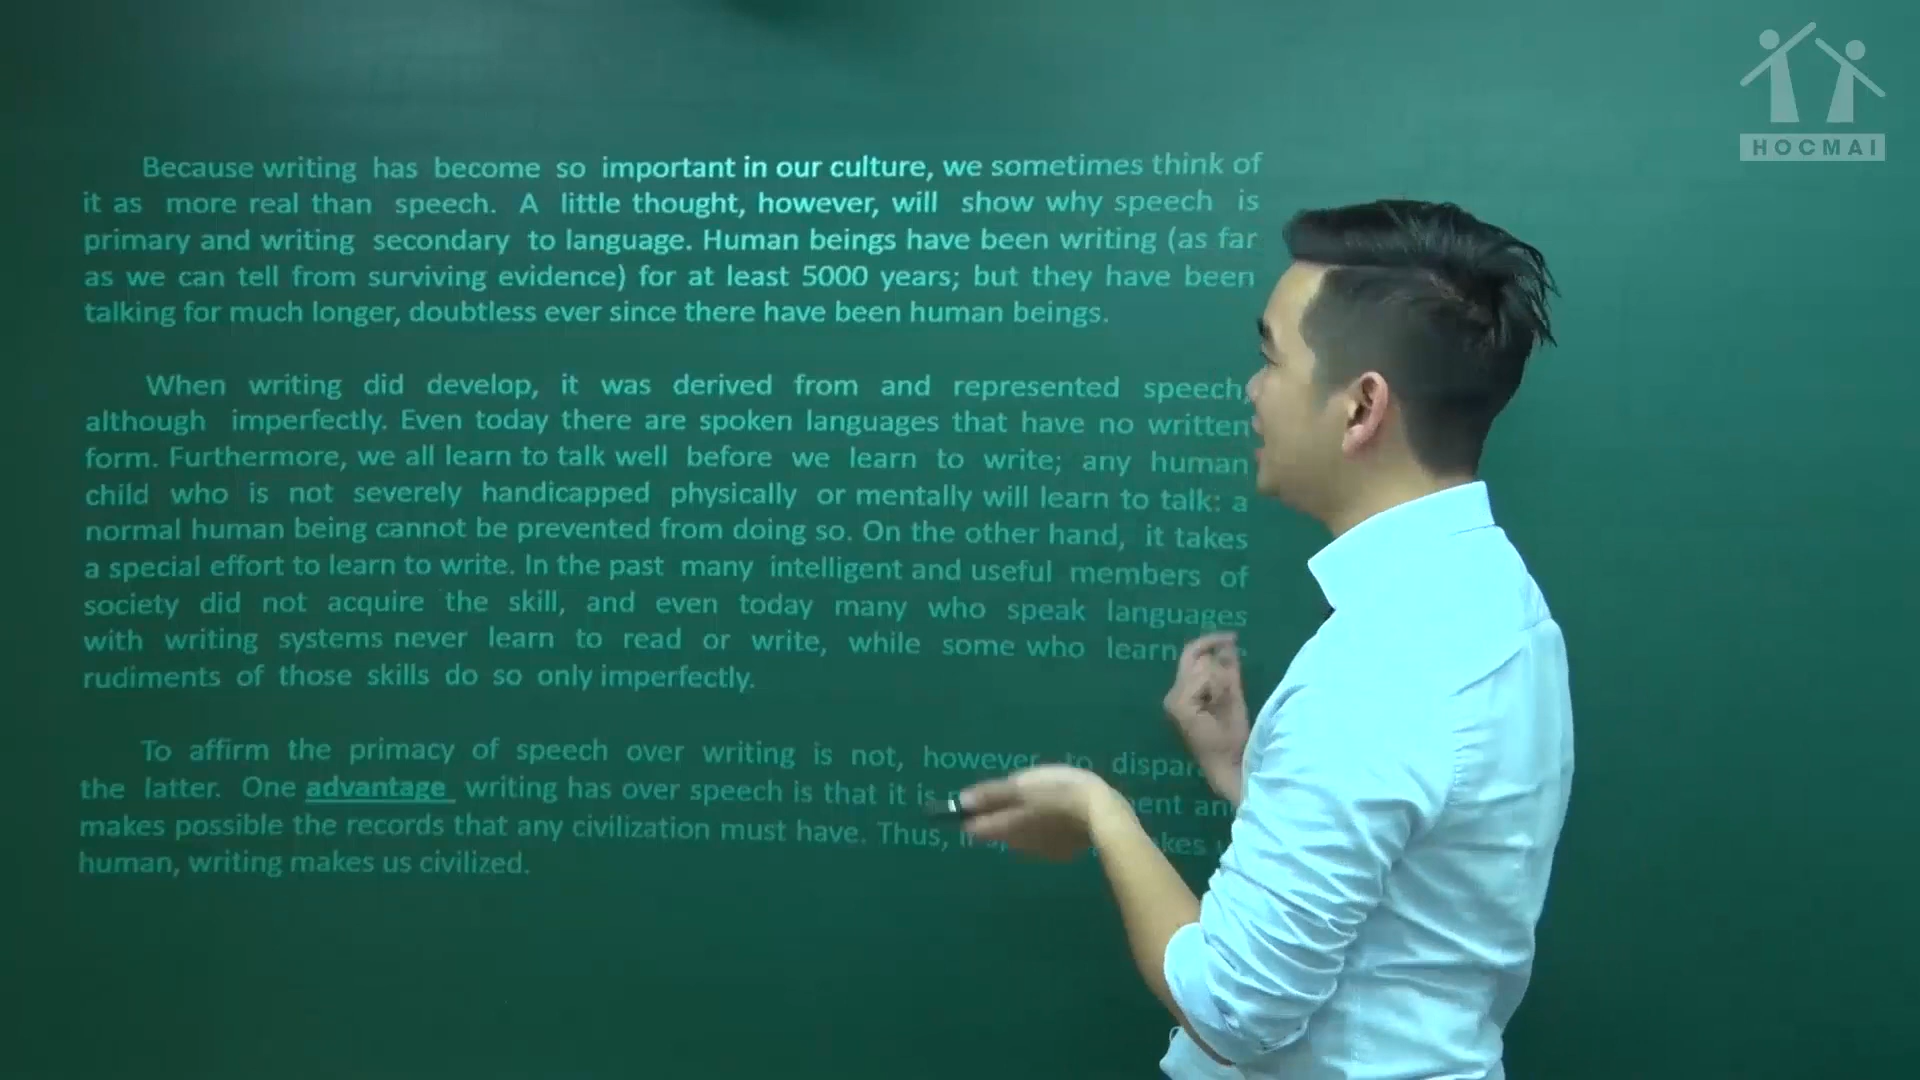 HOCMAI
Because writing has become so important in our culture, we sometimes think of
it as more real than speech. A little thought, however, will show why speech is
primary and writing secondary to language. Human beings have been writing (as far
as we can tell from surviving evidence) for at least 5000 years; but they have been
talking for much longer, doubtless ever since there have been human beings.
When writing did develop, it was derived from and represented speech,
although imperfectly. Even today there are spoken languages that have no written
form. Furthermore, we all learn to talk well before we learn to write; any human
child who is not severely handicapped physically or mentally will learn to talk: a
normal human being cannot be prevented from doing so. On the other hand, it takes
a special effort to learn to write. In the past many intelligent and useful members of
society did not acquire the skill, and even today many who speak languages
with writing systems never learn to read or write, while some who learn
rudiments of those skills do so only imperfectly.
To affirm the primacy of speech over writing is not, however, to
the latter. One advantage writing has over speech is that it is
makes possible the records that any civilization must have. Thus,
human, writing makes us civilized.